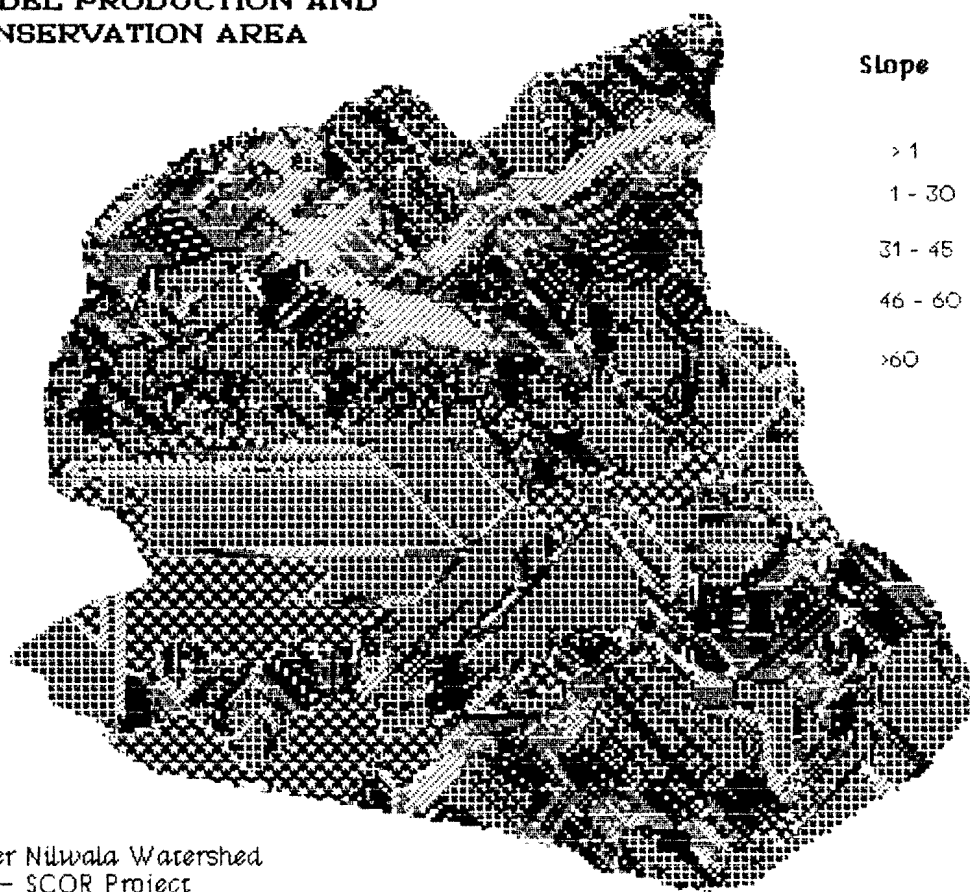 DEL PRODUCTION AND
NSERVATION AREA
Slope
> 1
1 - 30
31 - 45
46 - 60
>60
er Nilwala Watershed
- SCOR Project